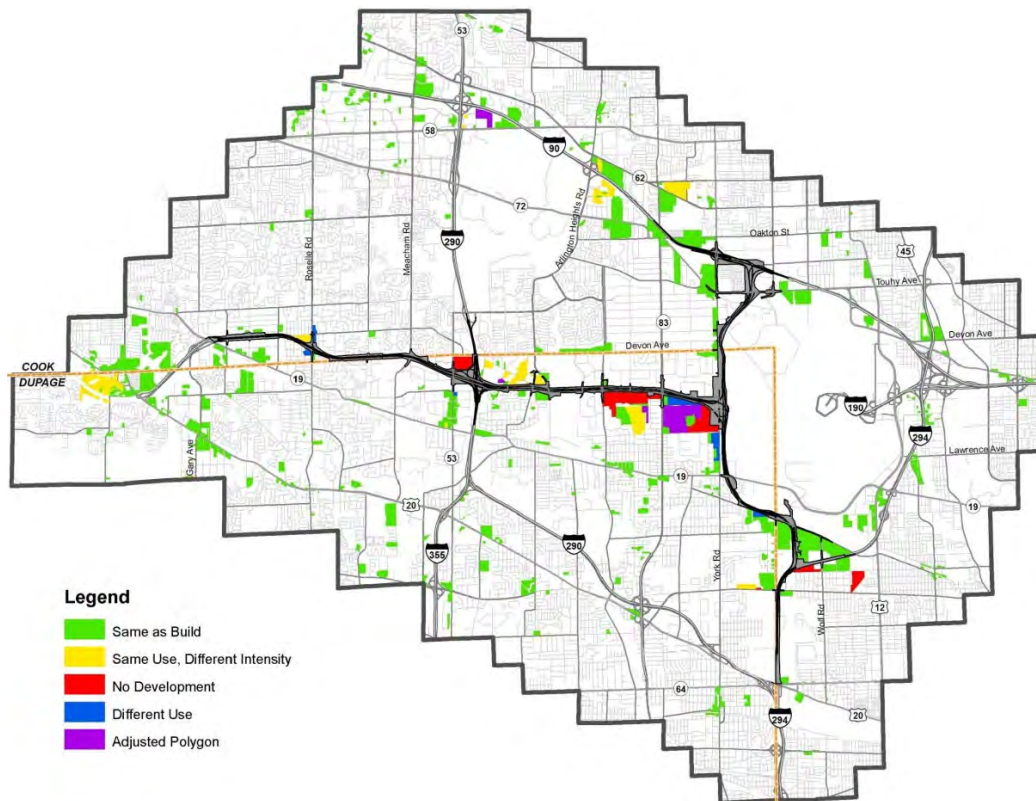 53
58
90
62
72
Oakton St
45
Touhy Ave
Roselle Rd
Meacham Rd
290
Arlington Heights Rd
83
Devon Ave
Devon Ave
COOK
DUPAGE
19
190
294
Gary Ave
53
19
Lawrence Ave
20
19
355
290
York Rd
Wolf Rd
12
64
20
294
Legend
Same as Build
Same Use, Different Intensity
No Development
Different Use
Adjusted Polygon